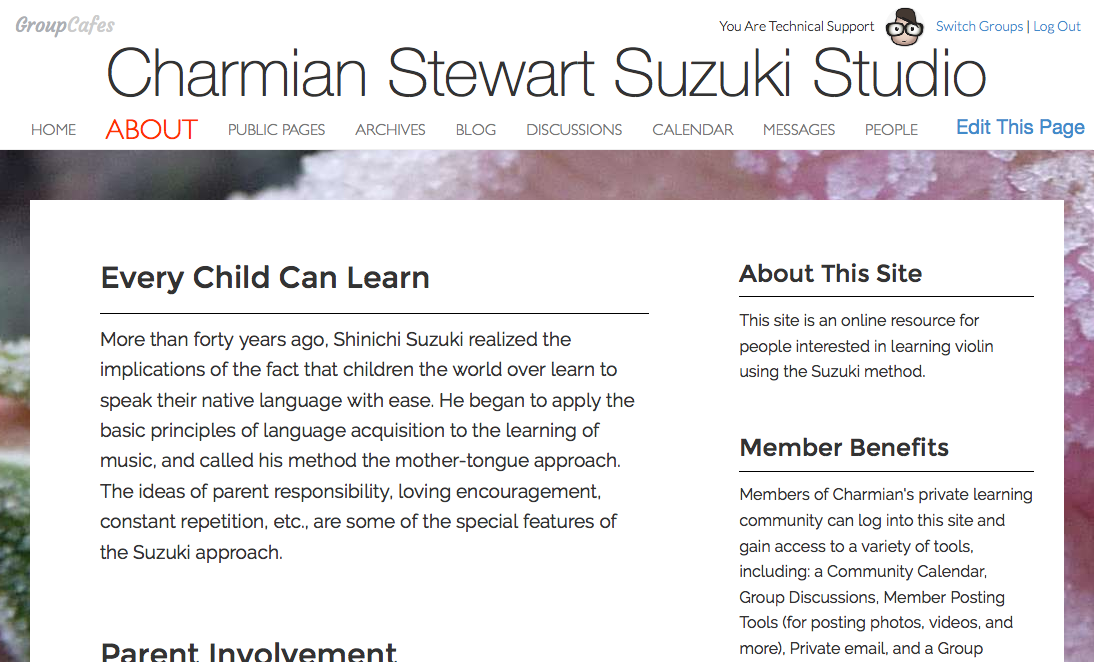 GroupCafes
You Are Technical Support
Switch Groups | Log Out
Charmian Stewart Suzuki Studio
HOME ABOUT PUBLIC PAGES ARCHIVES BLOG DISCUSSIONS CALENDAR MESSAGES PEOPLE Edit This Page
Every Child Can Learn
More than forty years ago, Shinichi Suzuki realized the
implications of the fact that children the world over learn to
speak their native language with ease. He began to apply the
basic principles of language acquisition to the learning of
music, and called his method the mother-tongue approach.
The ideas of parent responsibility, loving encouragement,
constant repetition, etc., are some of the special features of
the Suzuki approach.
Parent Involvement
About This Site
This site is an online resource for
people interested in learning violin
using the Suzuki method.
Member Benefits
Members of Charmian's private learning
community can log into this site and
gain access to a variety of tools,
including: a Community Calendar,
Group Discussions, Member Posting
Tools (for posting photos, videos, and
more), Private email, and a Group